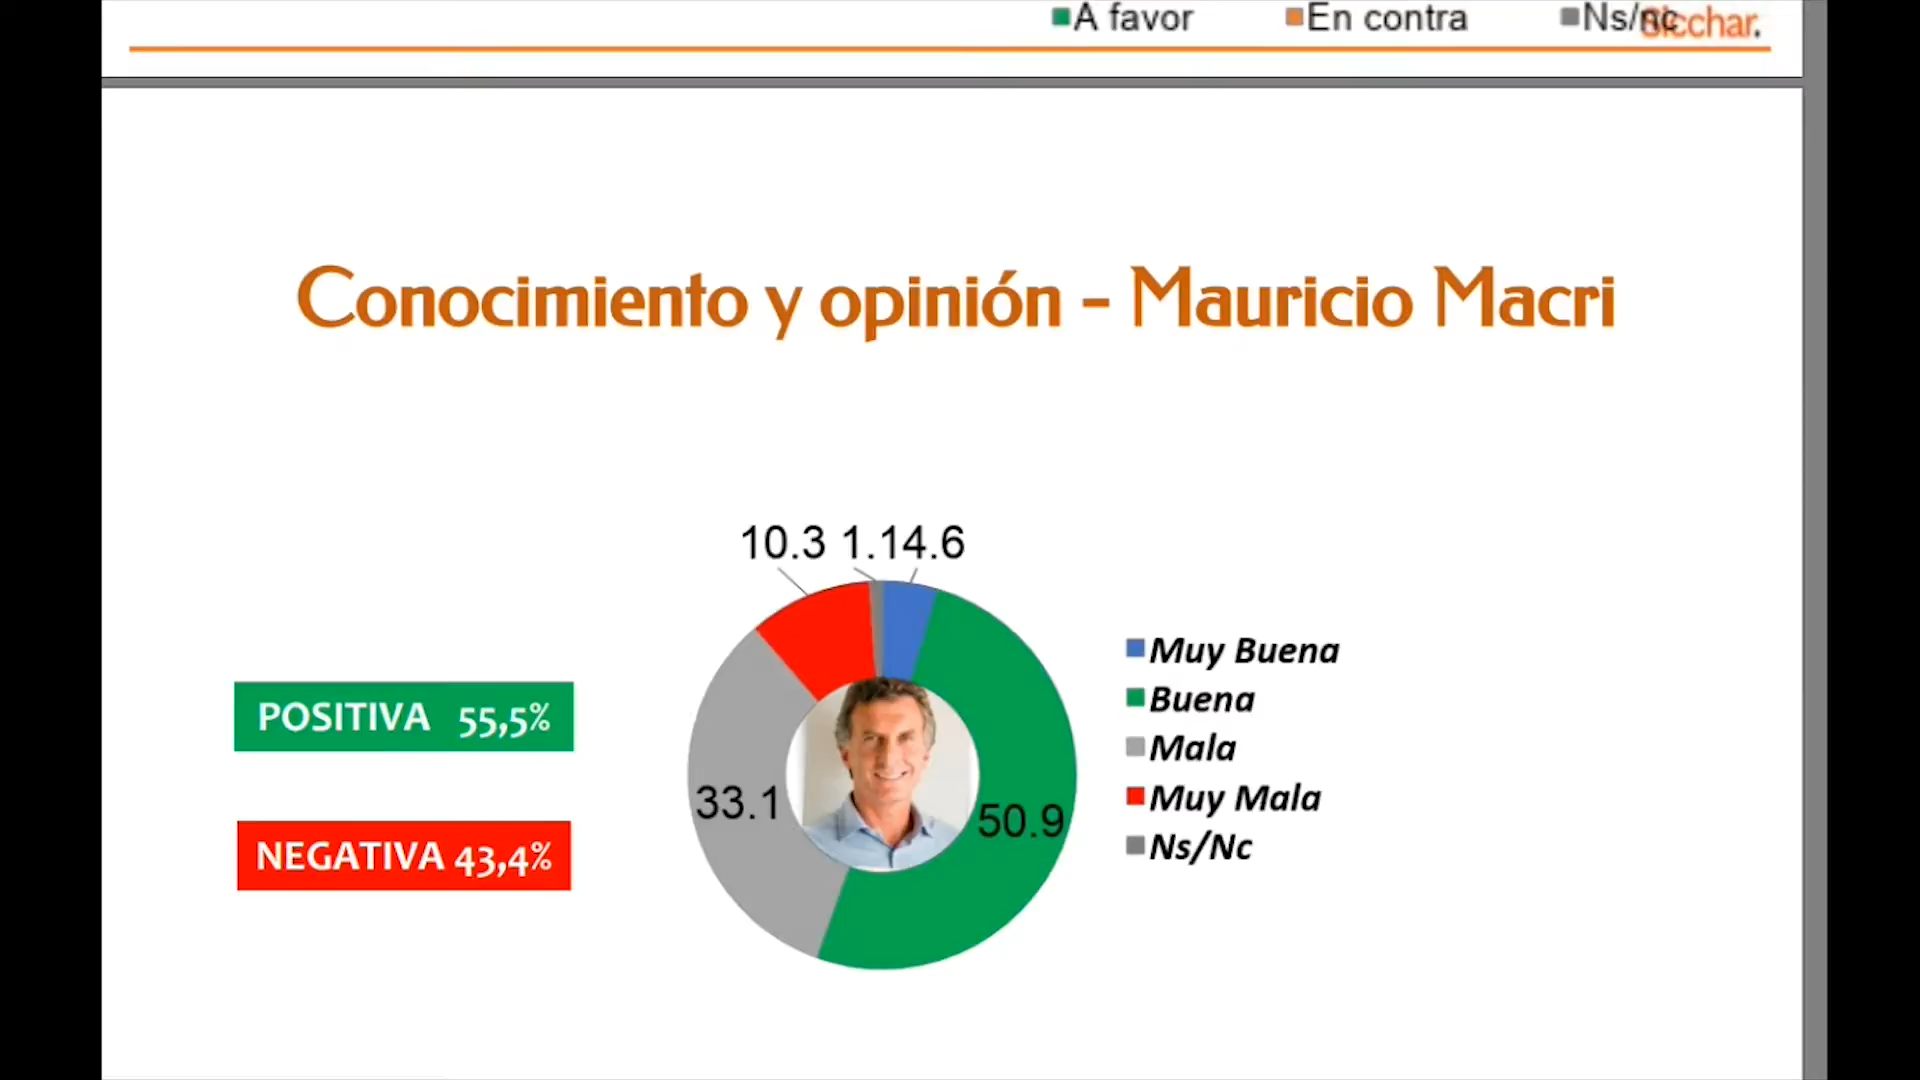 A favor En contra Ns/nc
Sicchar.
Conocimiento y opinión - Mauricio Macri
10.3 1.1 4.6
Muy Buena
Buena
POSITIVA 55,5%
Mala
Muy Mala
33.1
50.9
Ns/Nc
NEGATIVA 43,4%